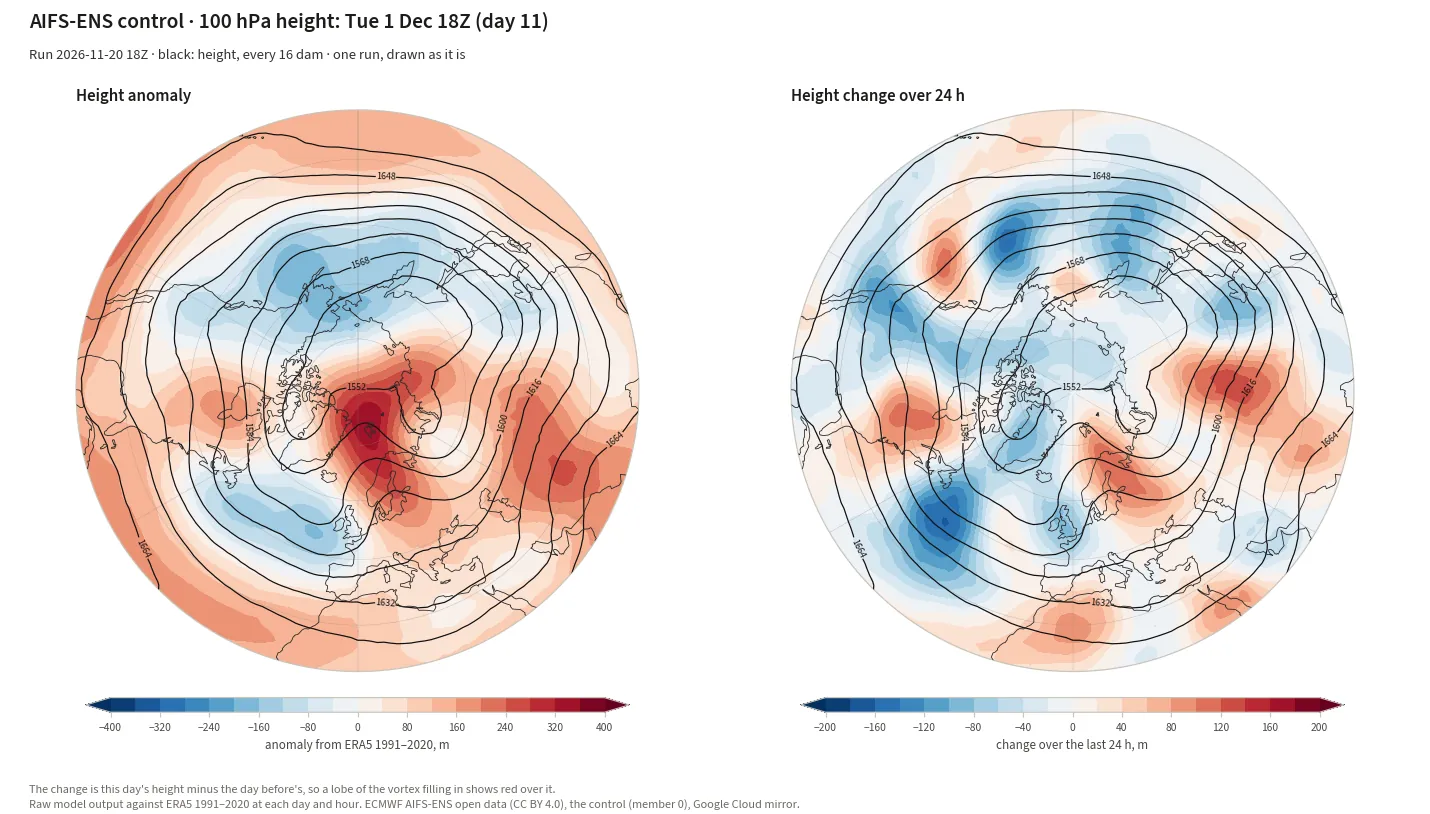 AIFS-ENS control · 100 hPa height: Tue 1 Dec 18Z (day 11)
Run 2026-11-20 18Z · black: height, every 16 dam · one run, drawn as it is
Height anomaly
Height change over 24 h
1648
1568
1552
1616
1600
1584
1664
1664
1632
1648
1568
1552
1616
1600
1584
1664
1664
1632
−400 −320 −240 −160 −80 0 80 160 240 320 400
anomaly from ERA5 1991–2020, m
−200 −160 −120 −80 −40 0 40 80 120 160 200
change over the last 24 h, m
The change is this day's height minus the day before's, so a lobe of the vortex filling in shows red over it.
Raw model output against ERA5 1991–2020 at each day and hour. ECMWF AIFS-ENS open data (CC BY 4.0), the control (member 0), Google Cloud mirror.